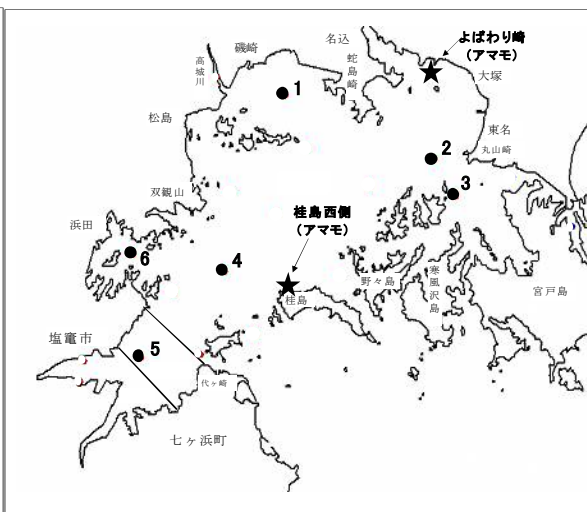 名込
よばわり崎
(アマモ)
磯崎
高城川
蛇島崎
大塚
1
松島
東名
2
丸山崎
3
双観山
桂島西側
(アマモ)
浜田
6
4
野々島
寒風沢島
宮戸島
桂島
塩竈市
5
代ヶ崎
七ヶ浜町